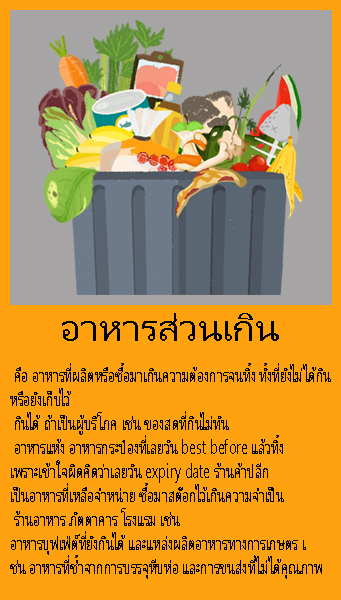 อาหารส่วนเกิน
คือ อาหารที่ผลิตหรือซื้อมาเกินความต้องการจนทิ้ง ทั้งที่ยังไม่ได้กิน
หรือยังเก็บไว้
กินได้ ถ้าเป็นผู้บริโภค เช่น ของสดที่กินไม่ทัน
อาหารแห้ง อาหารกระป๋องที่เลยวัน best before แล้วทิ้ง
เพราะเข้าใจผิดคิดว่าเลยวัน expiry date ร้านค้าปลีก
เป็นอาหารที่เหลือจำหน่าย ซื้อมาสต๊อกไว้เกินความจำเป็น
ร้านอาหาร ภัตตาคาร โรงแรม เช่น
อาหารบุฟเฟ่ต์ที่ยังกินได้ และแหล่งผลิตอาหารทางการเกษตร เ
ช่น อาหารที่ช้ำจากการบรรจุหีบห่อ และการขนส่งที่ไม่ได้คุณภาพ